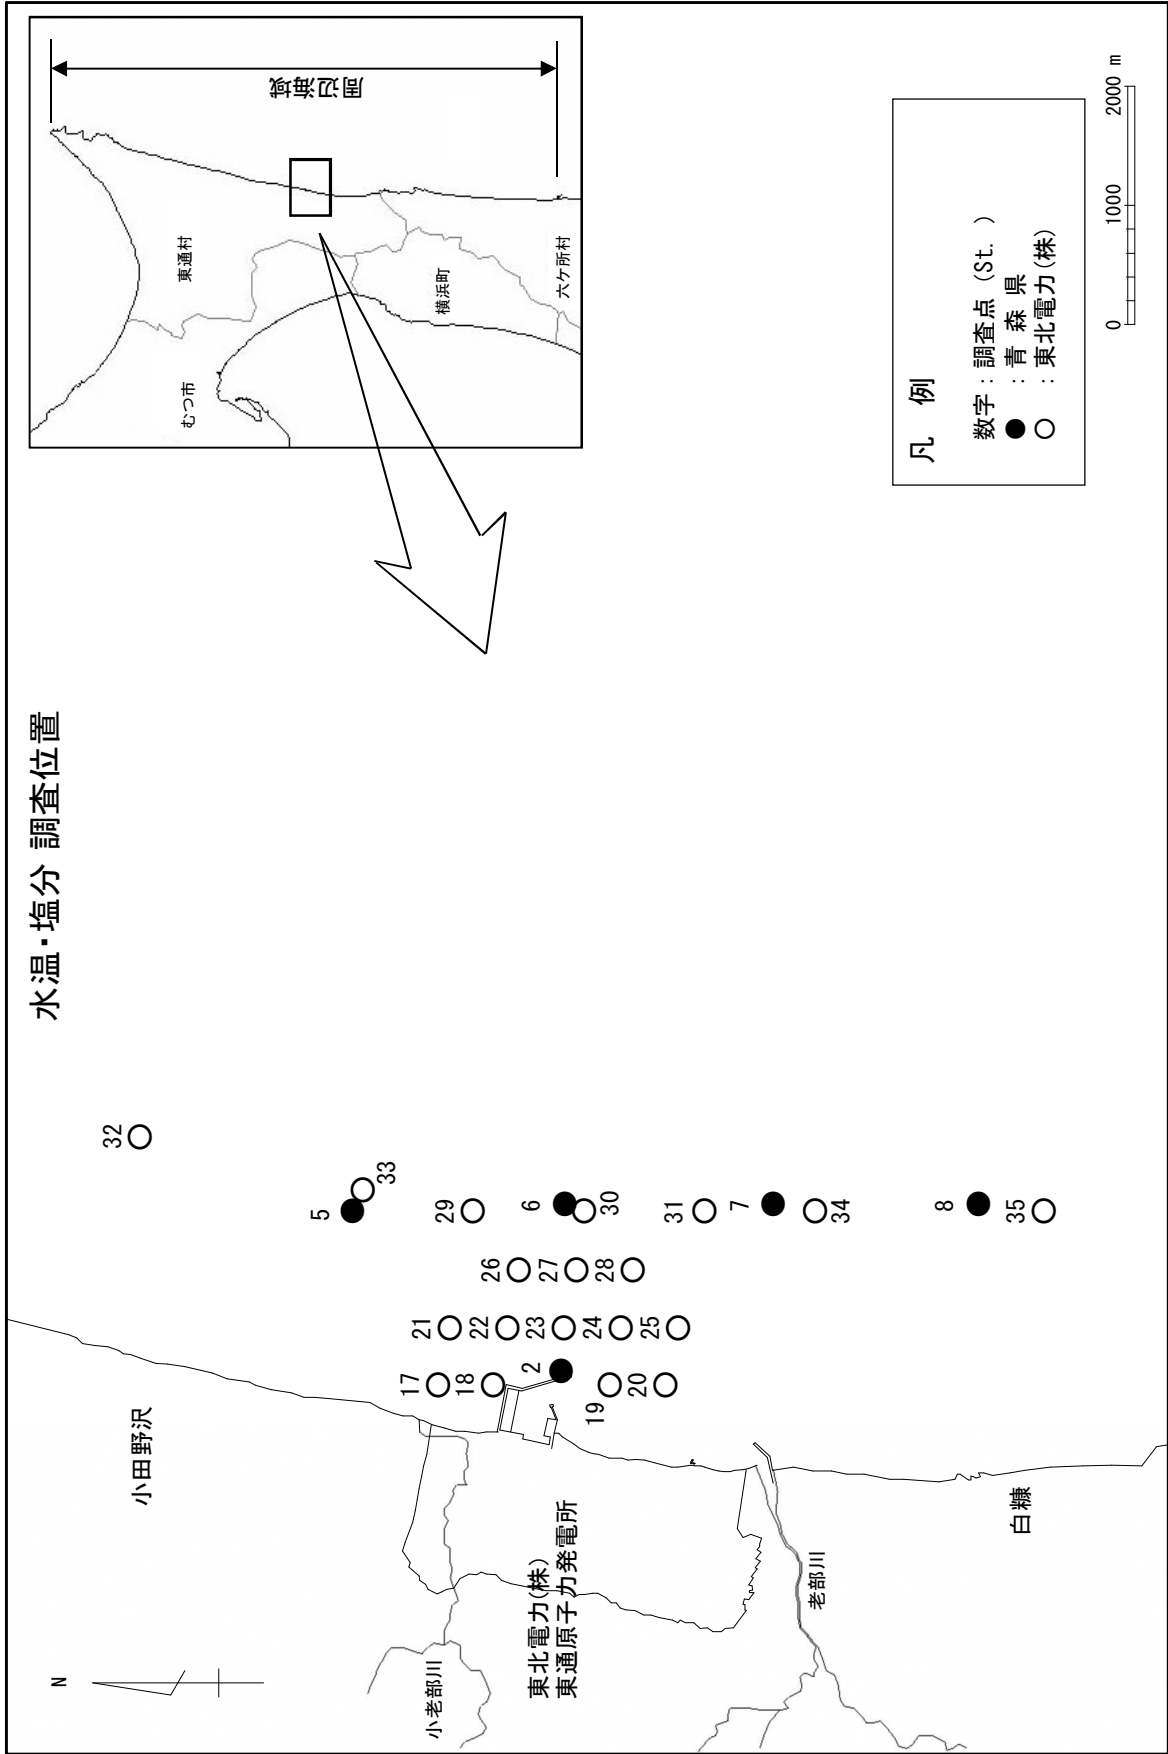 水温・塩分 調査位置
N
小田野沢
小老部川
東北電力(株)
東通原子力発電所
老部川
白糠
32
5
33
29
6
30
31
7
34
8
35
26
27
28
21
22
23
24
25
17
18
2
19
20
むつ市
東通村
横浜町
六ケ所村
周辺海域
凡 例
数字：調査点 (St. )
● ：青 森 県
○ ：東北電力(株)
0 1000 2000 m